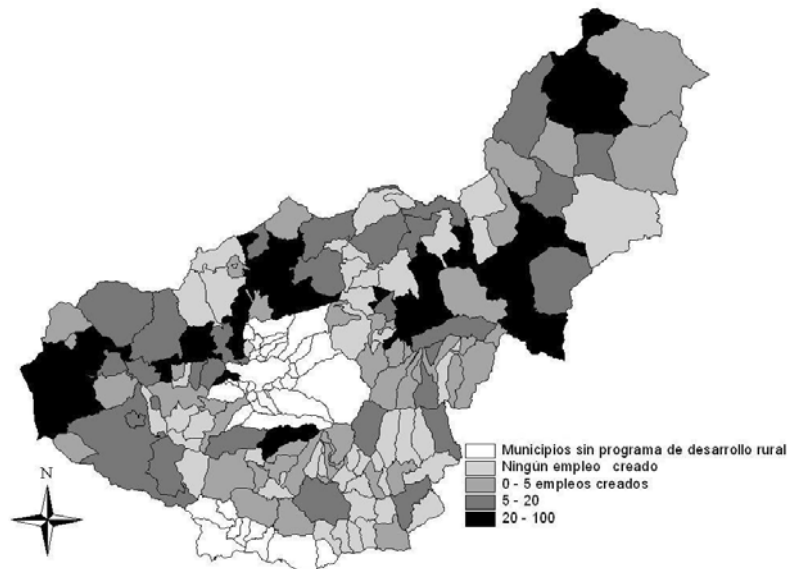 N
Municipios sin programa de desarrollo rural
Ningún empleo creado
0 - 5 empleos creados
5 - 20
20 - 100